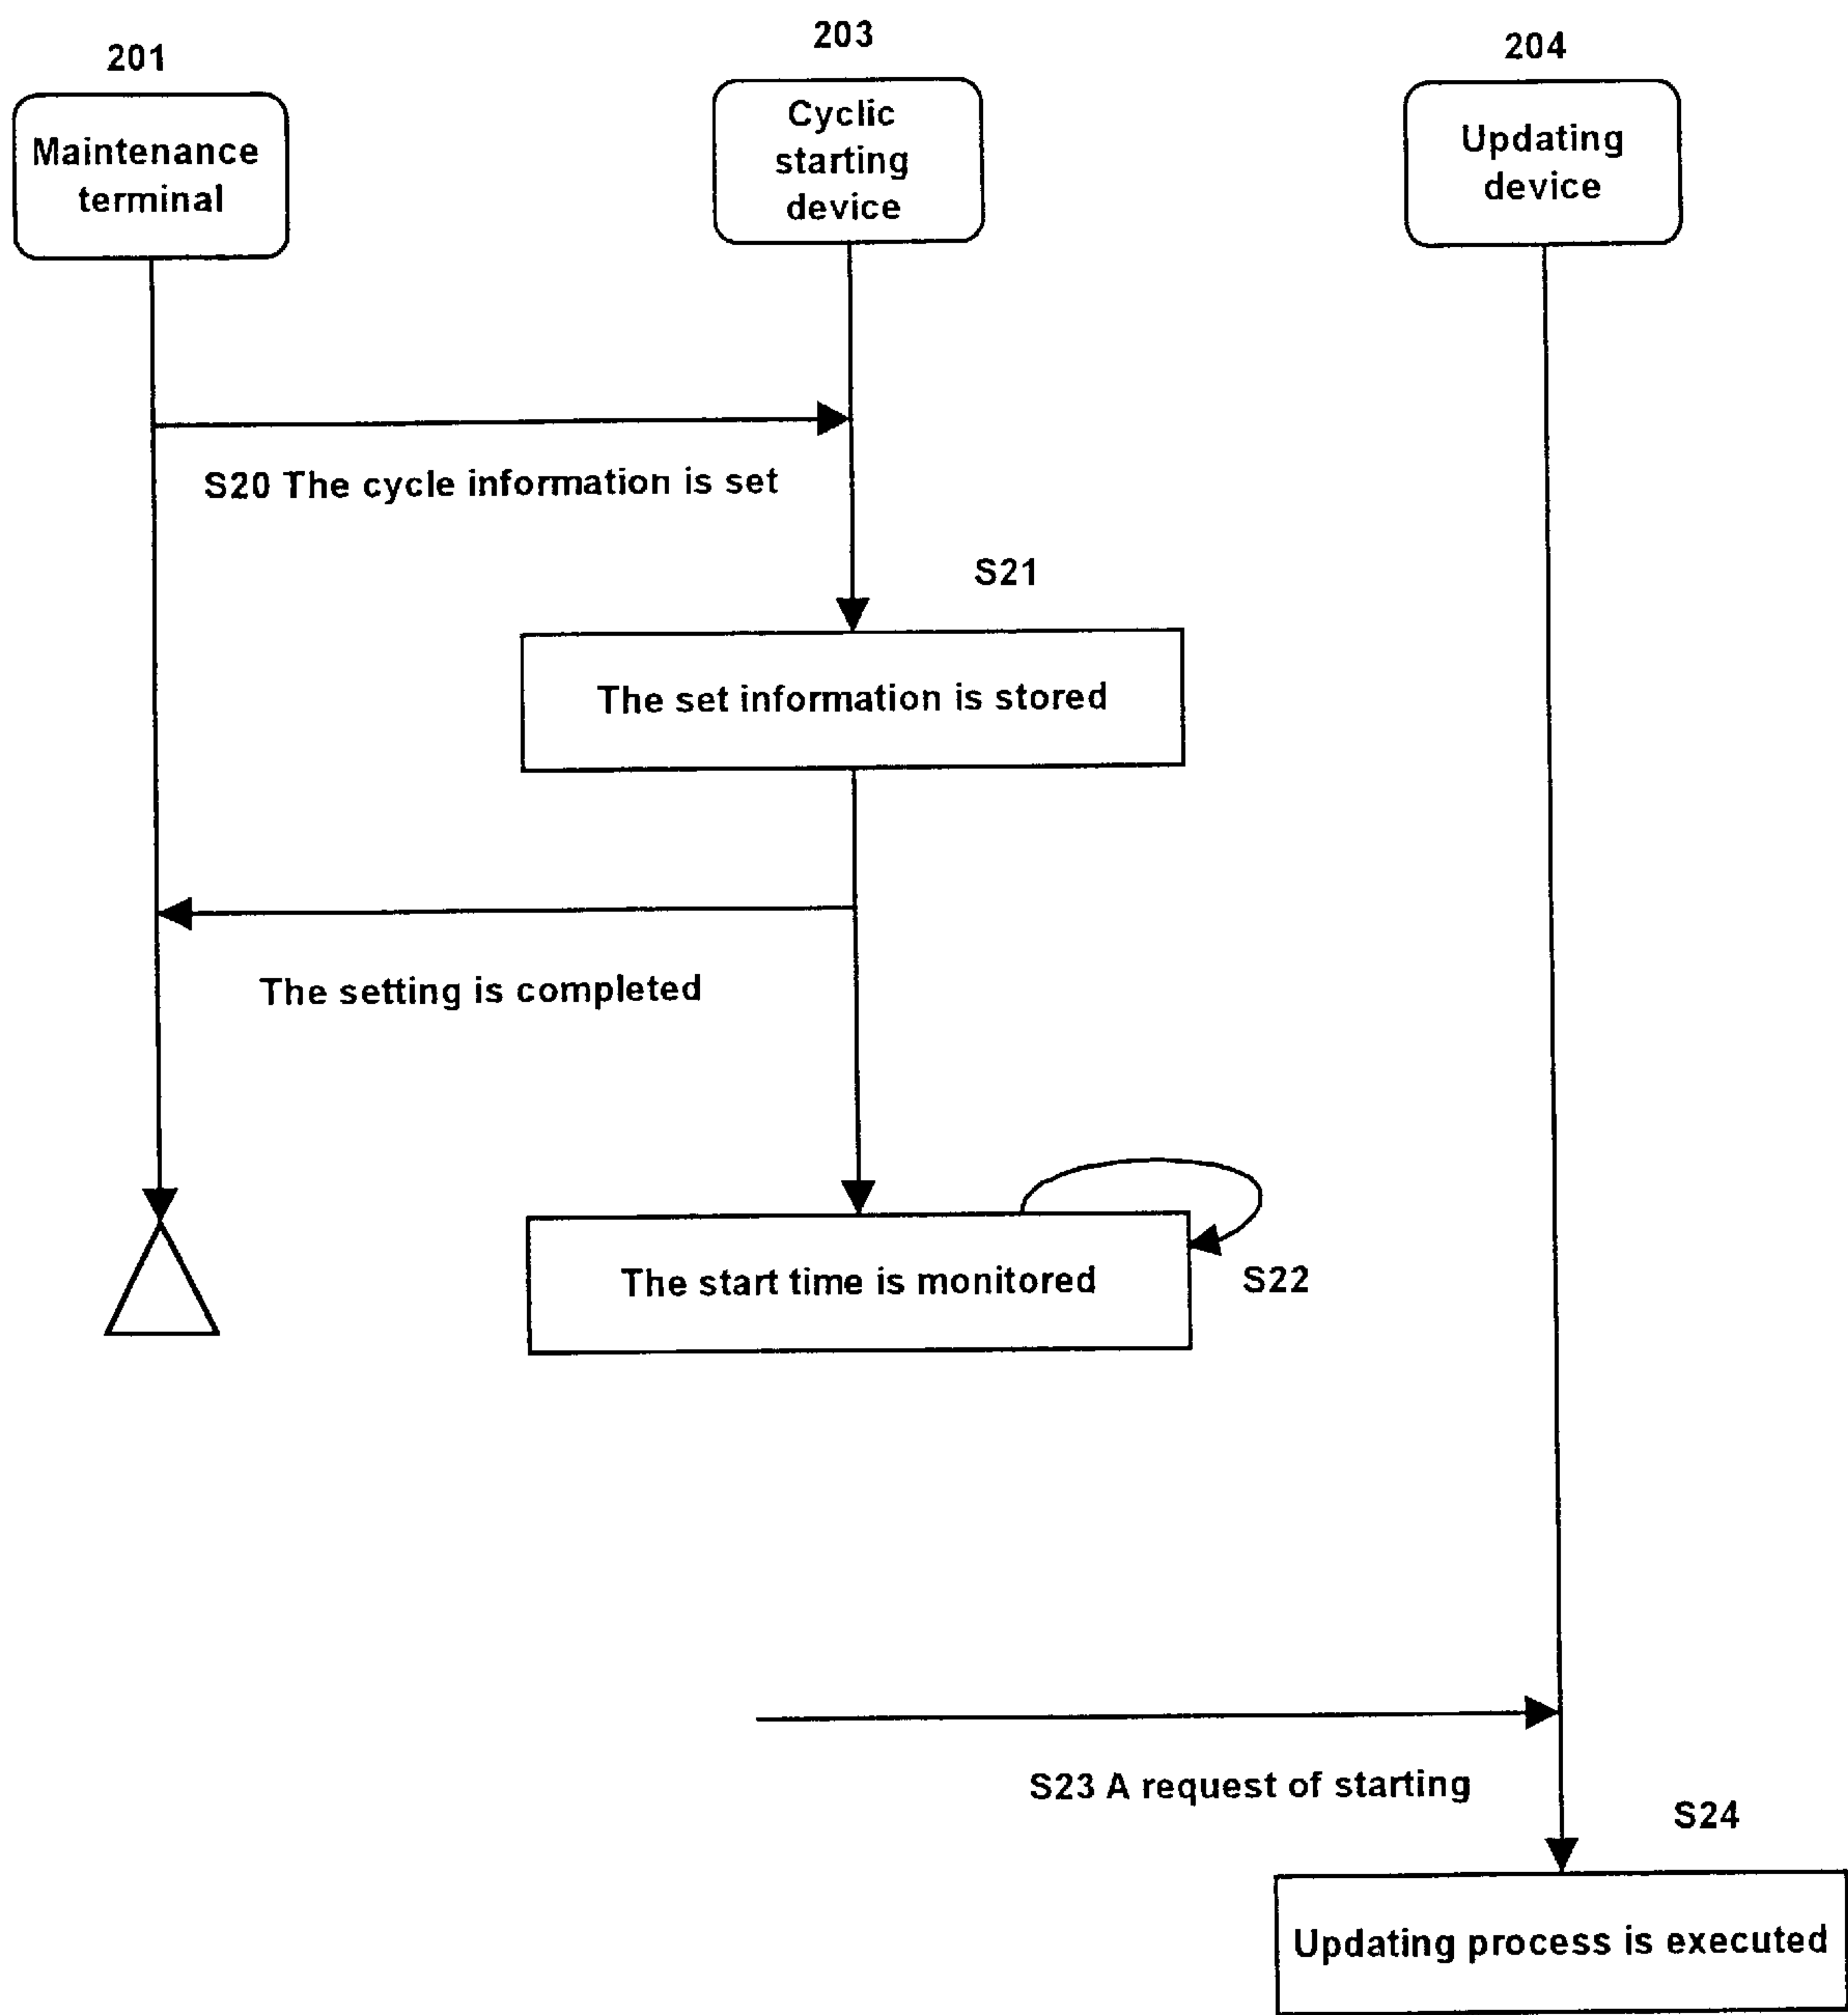 201
203
204
Maintenance
terminal
Cyclic
starting
device
Updating
device
S20 The cycle information is set
S21
The set information is stored
The setting is completed
The start time is monitored
S22
S23 A request of starting
S24
Updating process is executed